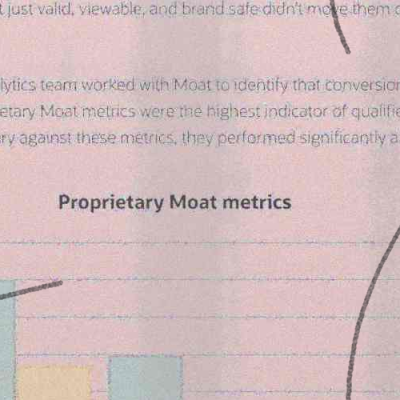 t just valid, viewable, and brand safe didn't move them
lytics team worked with Moat to identify that conversion
etary Moat metrics were the highest indicator of qualifie
ry against these metrics, they performed significantly a
Proprietary Moat metrics